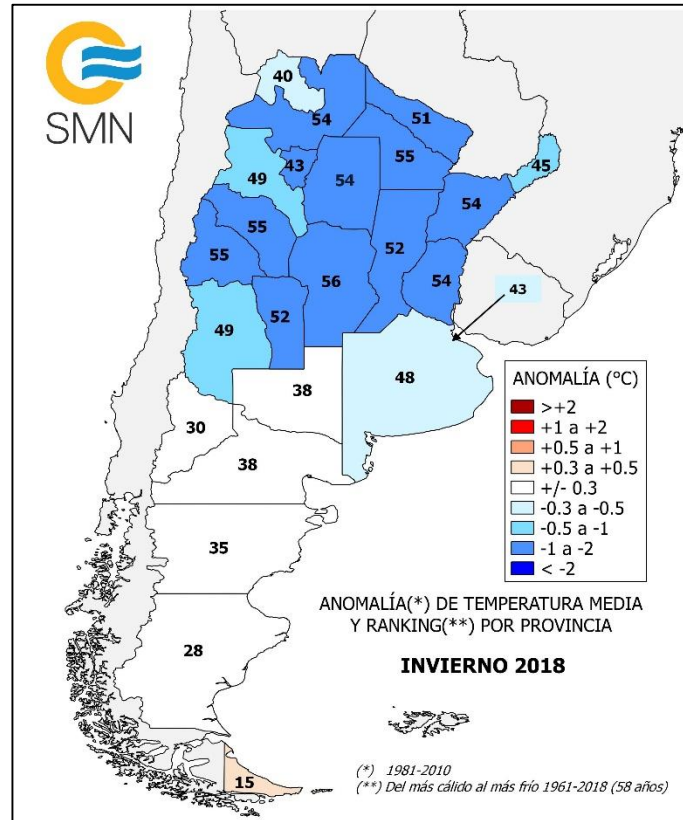 SMN
40
54
51
55
45
49
43
54
54
55
55
52
56
54
43
49
52
48
38
30
38
35
28
15
ANOMALÍA (°C)
>+2
+1 a +2
+0.5 a +1
+0.3 a +0.5
+/- 0.3
-0.3 a -0.5
-0.5 a -1
-1 a -2
< -2
ANOMALÍA(*) DE TEMPERATURA MEDIA
Y RANKING(**) POR PROVINCIA
INVIERNO 2018
(*) 1981-2010
(**) Del más cálido al más frío 1961-2018 (58 años)